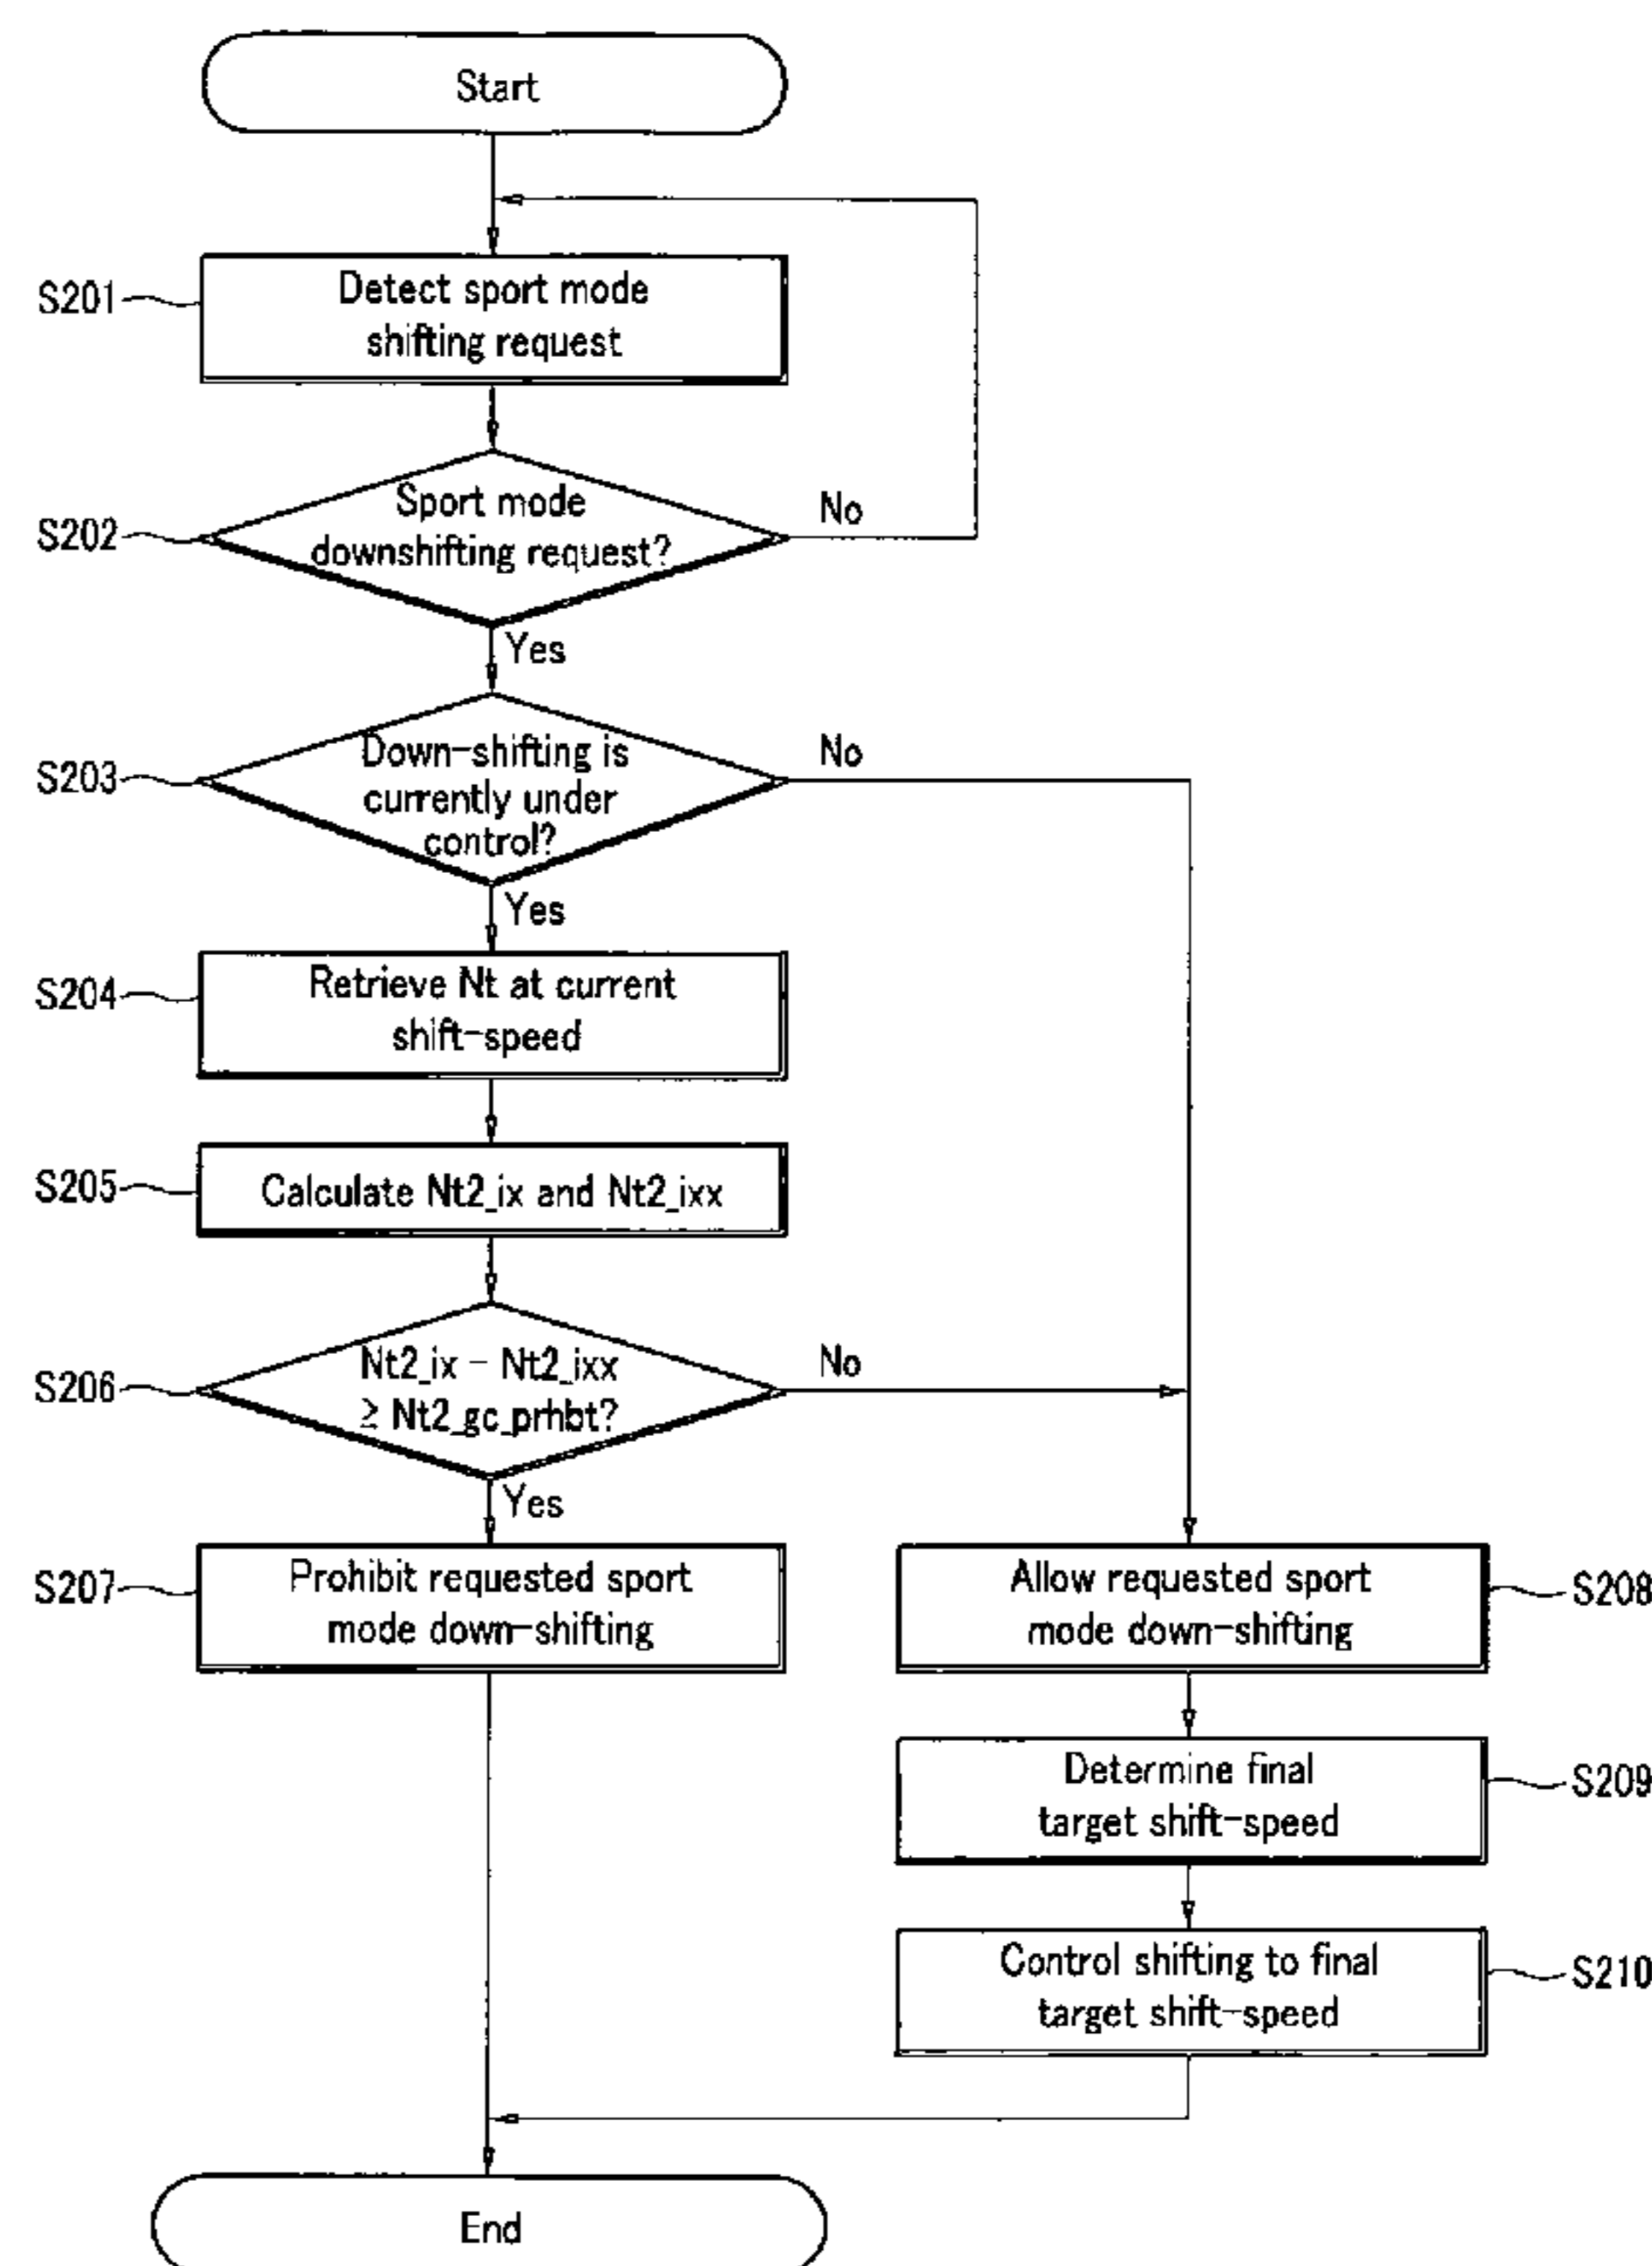 Start
S201
Detect sport mode
shifting request
S202
Sport mode
downshifting request?
No
Yes
S203
Down-shifting is
currently under
control?
No
Yes
S204
Retrieve Nt at current
shift-speed
S205
Calculate Nt2_ix and Nt2_ixx
S206
Nt2_ix - Nt2_ixx
≥ Nt2_gc_prhbt?
No
Yes
S207
Prohibit requested sport
mode down-shifting
Allow requested sport
mode down-shifting
S208
Determine final
target shift-speed
S209
Control shifting to final
target shift-speed
S210
End